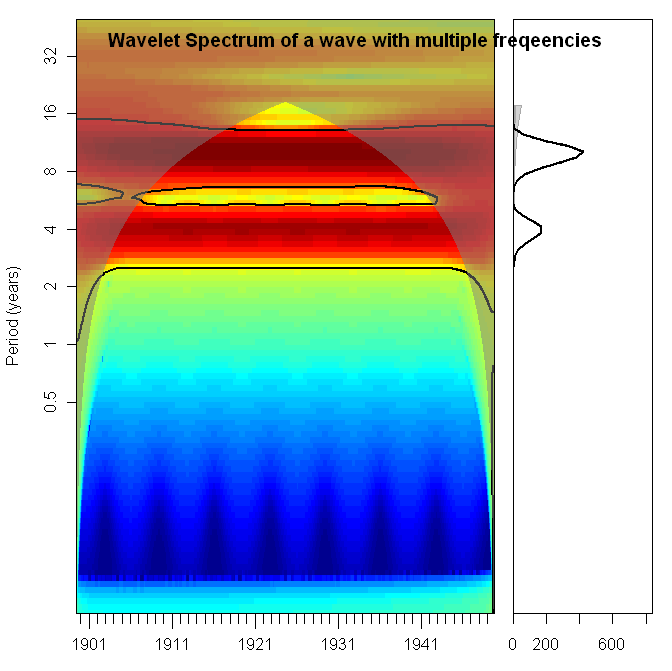 Wavelet Spectrum of a wave with multiple freqeencies
32
16
8
4
2
1
0.5
Period (years)
1901 1911 1921 1931 1941
0 200 600